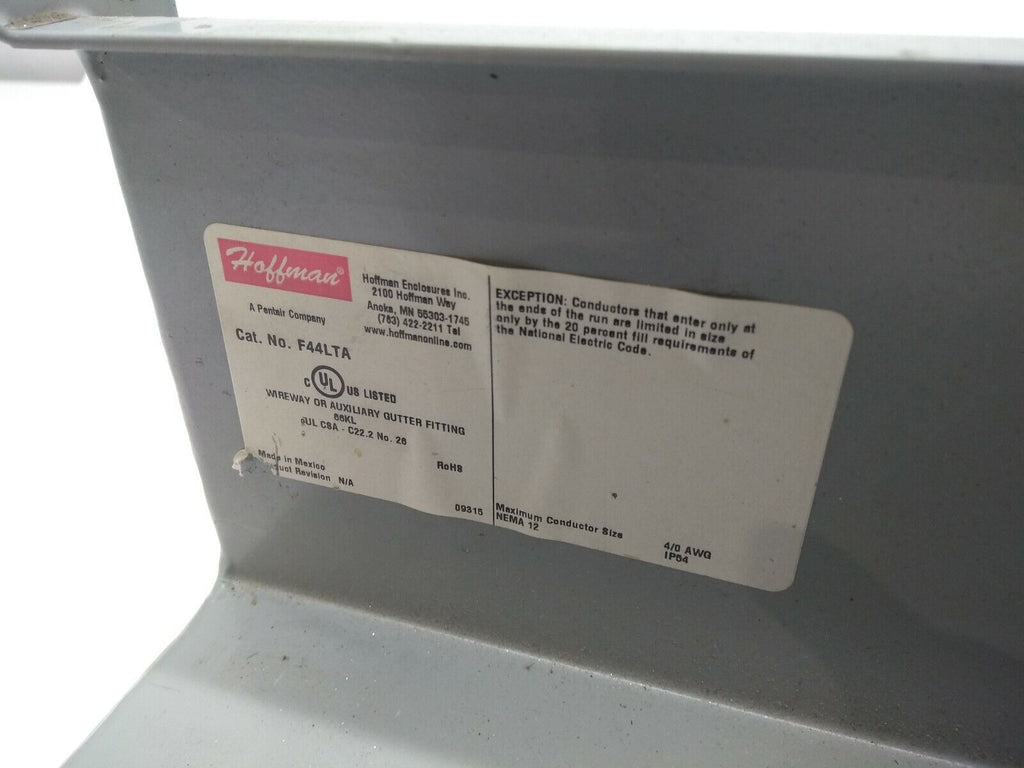 Hoffman®
A Pentair Company
Hoffman Enclosures Inc.
2100 Hoffman Way
Anoka, MN 55303-1745
(763) 422-2211 Tel
www.hoffmanonline.com
Cat. No. F44LTA
C UL US LISTED
WIREWAY OR AUXILIARY GUTTER FITTING
66KL
cUL CSA - C22.2 No. 26
Made in Mexico
Product Revision N/A
RoHS
09315
EXCEPTION: Conductors that enter only at
the ends of the run are limited in size
only by the 20 percent fill requirements of
the National Electric Code.
Maximum Conductor Size 4/0 AWG
NEMA 12 IP54